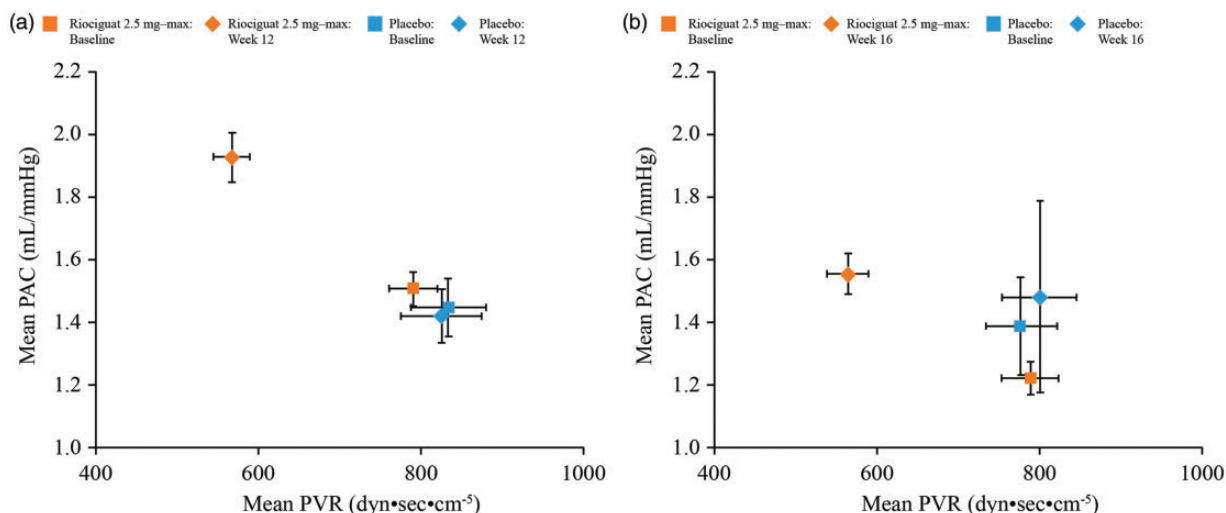 (a) Riociguat 2.5 mg–max: Baseline
Riociguat 2.5 mg–max: Week 12
Placebo: Baseline
Placebo: Week 12
2.2
2.0
1.8
1.6
1.4
1.2
1.0
Mean PAC (mL/mmHg)
400 600 800 1000
Mean PVR (dyn•sec•cm-5)
(b) Riociguat 2.5 mg–max: Baseline
Riociguat 2.5 mg–max: Week 16
Placebo: Baseline
Placebo: Week 16
2.2
2.0
1.8
1.6
1.4
1.2
1.0
Mean PAC (mL/mmHg)
400 600 800 1000
Mean PVR (dyn•sec•cm-5)